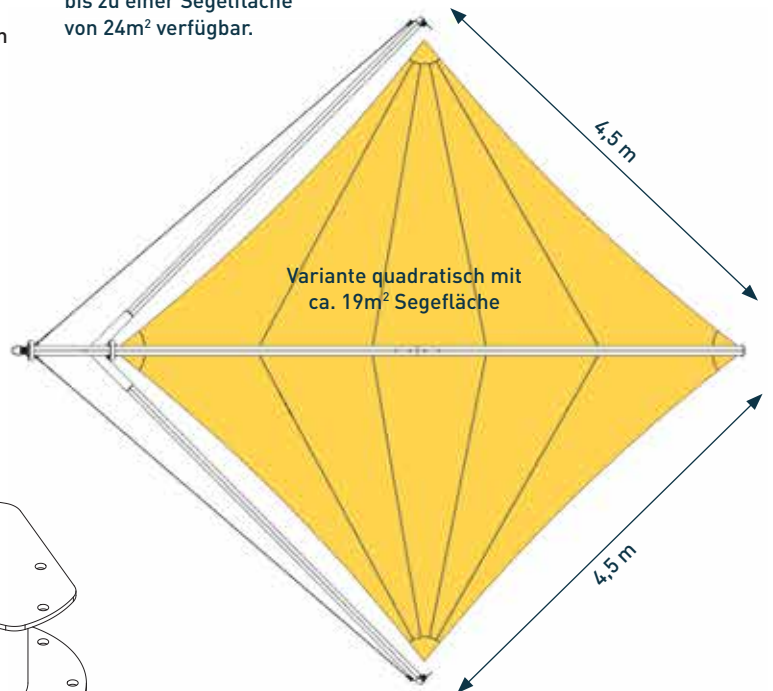 bis zu einer Segelfläche
von 24m² verfügbar.
n
4,5 m
Variante quadratisch mit
ca. 19m² Segefläche
4,5 m